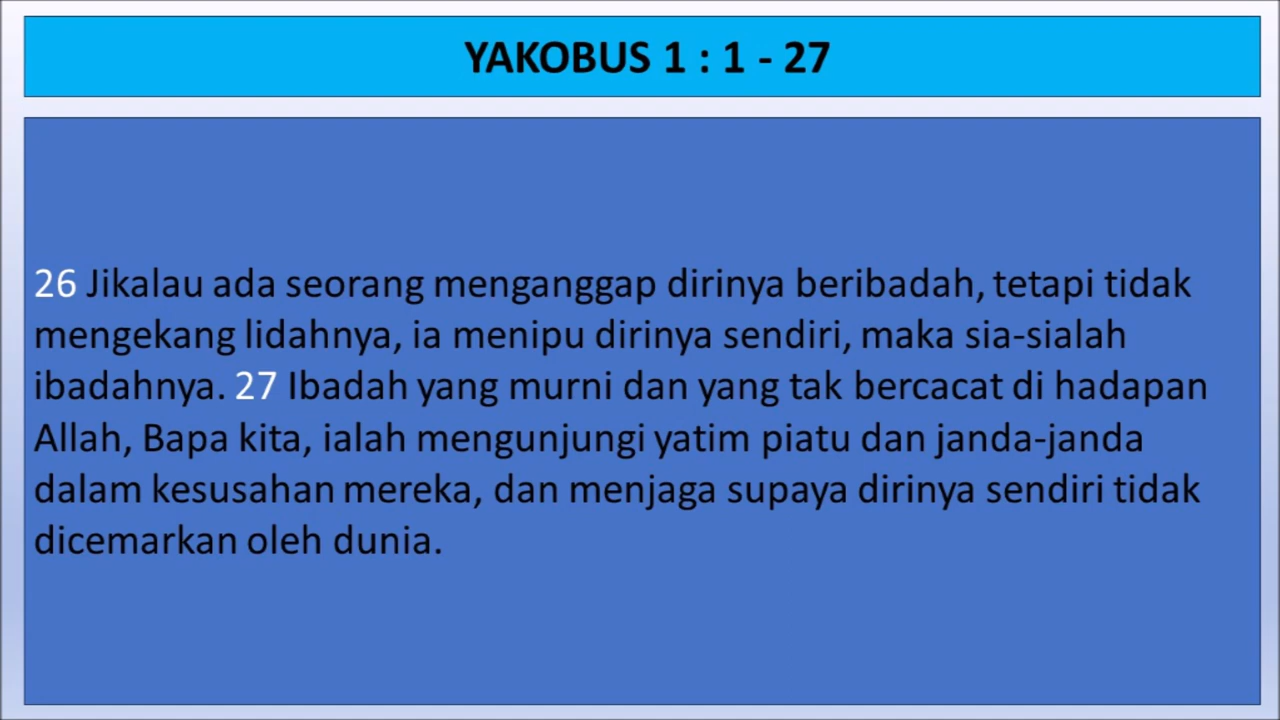 YAKOBUS 1 : 1 - 27
26 Jikalau ada seorang menganggap dirinya beribadah, tetapi tidak
mengekang lidahnya, ia menipu dirinya sendiri, maka sia-sialah
ibadahnya. 27 Ibadah yang murni dan yang tak bercacat di hadapan
Allah, Bapa kita, ialah mengunjungi yatim piatu dan janda-janda
dalam kesusahan mereka, dan menjaga supaya dirinya sendiri tidak
dicemarkan oleh dunia.